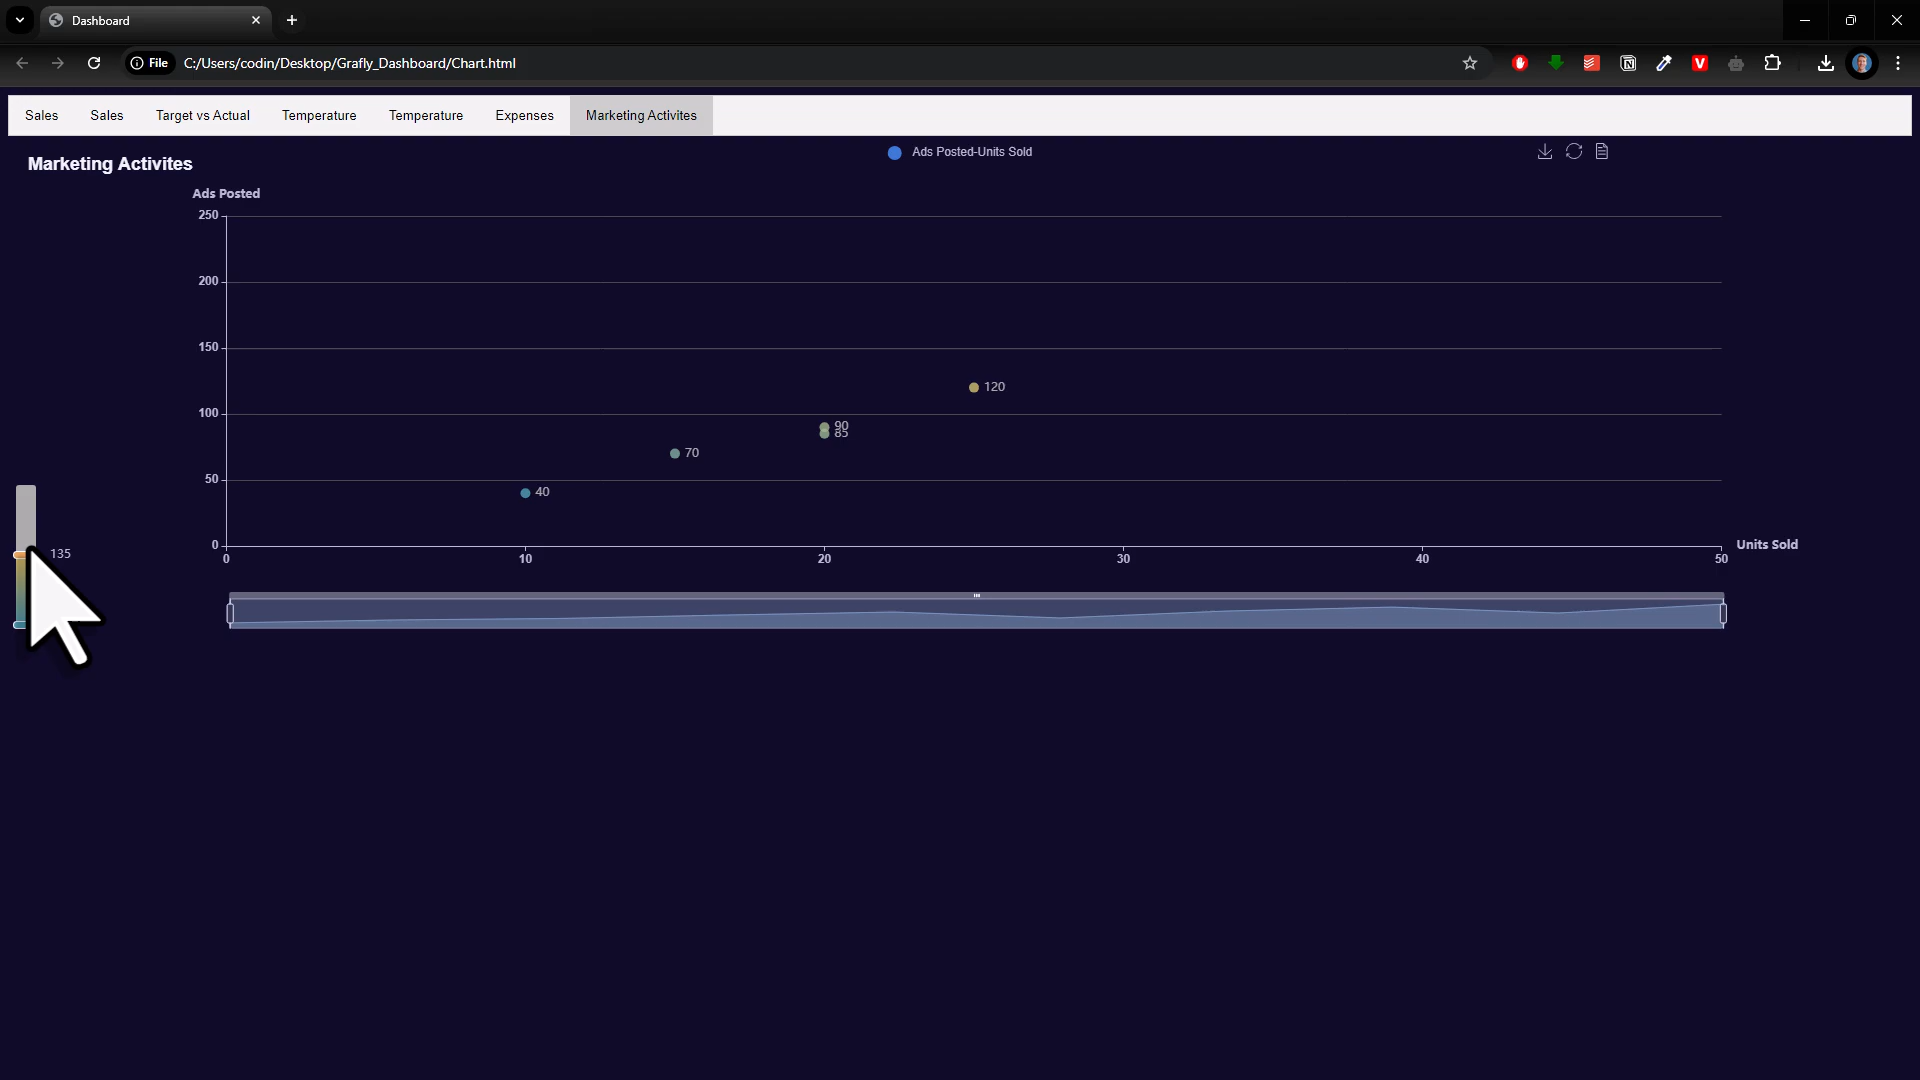 Dashboard
File
C:/Users/codin/Desktop/Grafly_Dashboard/Chart.html
Sales
Sales
Target vs Actual
Temperature
Temperature
Expenses
Marketing Activites
Ads Posted-Units Sold
Marketing Activites
Ads Posted
250
200
150
120
100
90
85
70
50
40
135
0
Units Sold
0
10
20
30
40
50